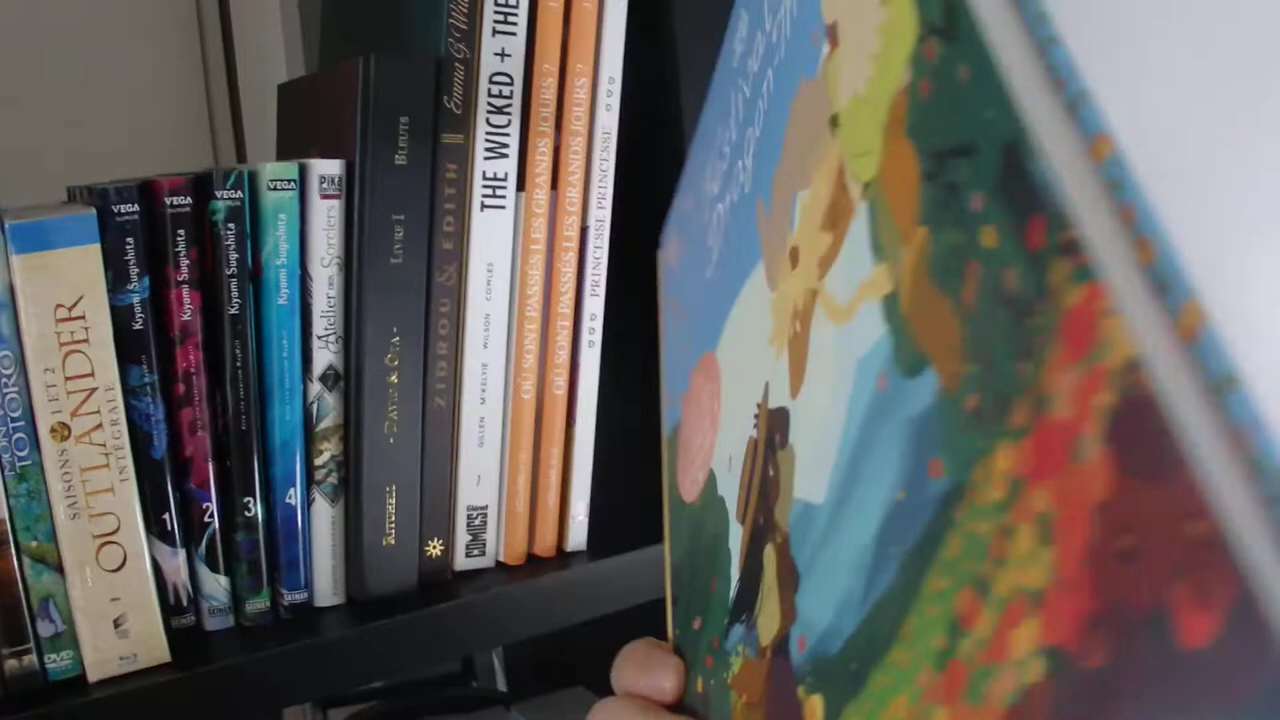 MON
TOTORO
DVD
SAISONS 1 ET 2
OUTLANDER
INTÉGRALE
VEGA
Kiyomi Sugishita
1
SEINEN
VEGA
Kiyomi Sugishita
2
SEINEN
VEGA
Kiyomi Sugishita
3
SEINEN
VEGA
Kiyomi Sugishita
4
SEINEN
PIKA
L'Atelier des Sorciers
BLEUTS
LIVRE I
ZIDROU & EDITH
THE WICKED + THE
GILLEN MCKELVIE WILSON COWLES
1
Glénat
COMICS
OÙ SONT PASSÉS LES GRANDS JOURS ?
OÙ SONT PASSÉS LES GRANDS JOURS ?
PRINCESSE PRINCESSE